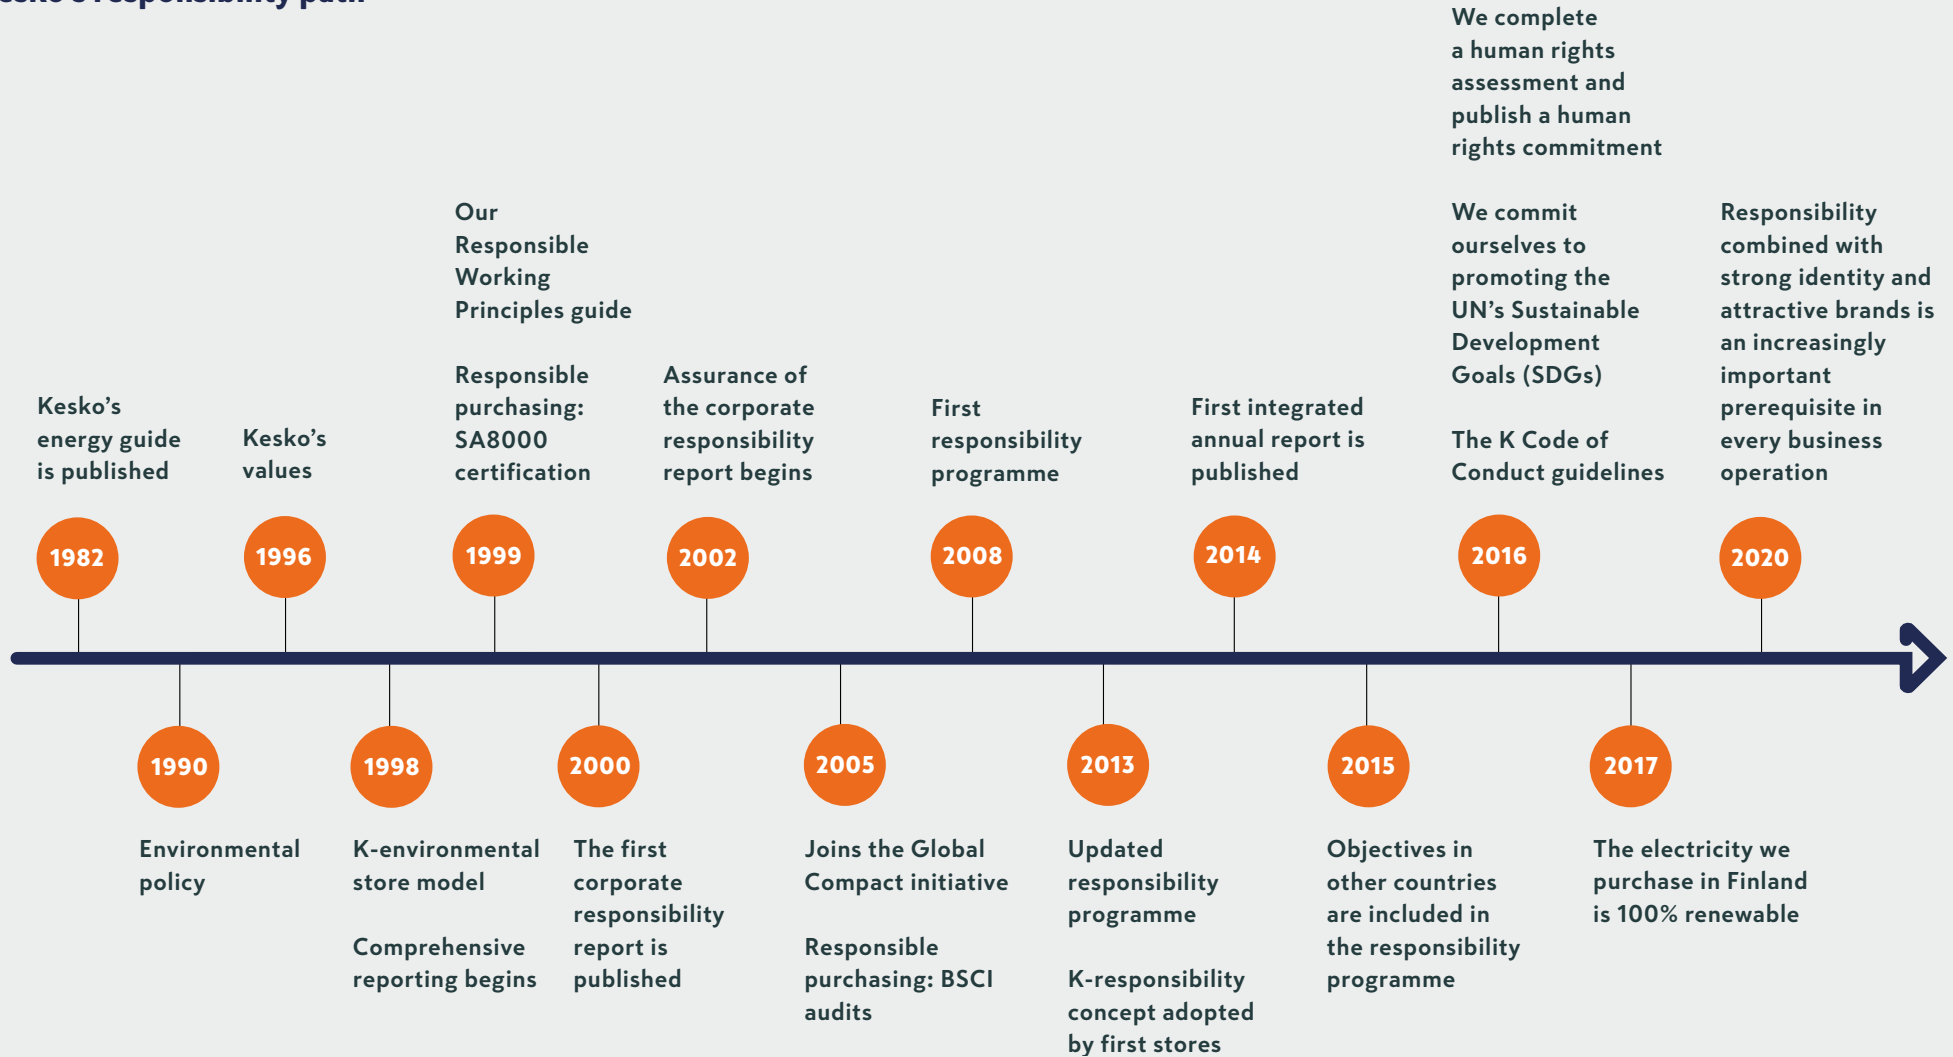 responsibility path
We complete
a human rights
assessment and
publish a human
rights commitment
Our
Responsible
Working
Principles guide
We commit
ourselves to
promoting the
UN's Sustainable
Development
Goals (SDGs)
Responsibility
combined with
strong identity and
attractive brands is
an increasingly
important
prerequisite in
every business
operation
Kesko's
energy guide
is published
Kesko's
values
Responsible
purchasing:
SA8000
certification
Assurance of
the corporate
responsibility
report begins
First
responsibility
programme
First integrated
annual report is
published
The K Code of
Conduct guidelines
1982
1996
1999
2002
2008
2014
2016
2020
1990
1998
2000
2005
2013
2015
2017
Environmental
policy
K-environmental
store model
Comprehensive
reporting begins
The first
corporate
responsibility
report is
published
Joins the Global
Compact initiative
Responsible
purchasing: BSCI
audits
Updated
responsibility
programme
K-responsibility
concept adopted
by first stores
Objectives in
other countries
are included in
the responsibility
programme
The electricity we
purchase in Finland
is 100% renewable